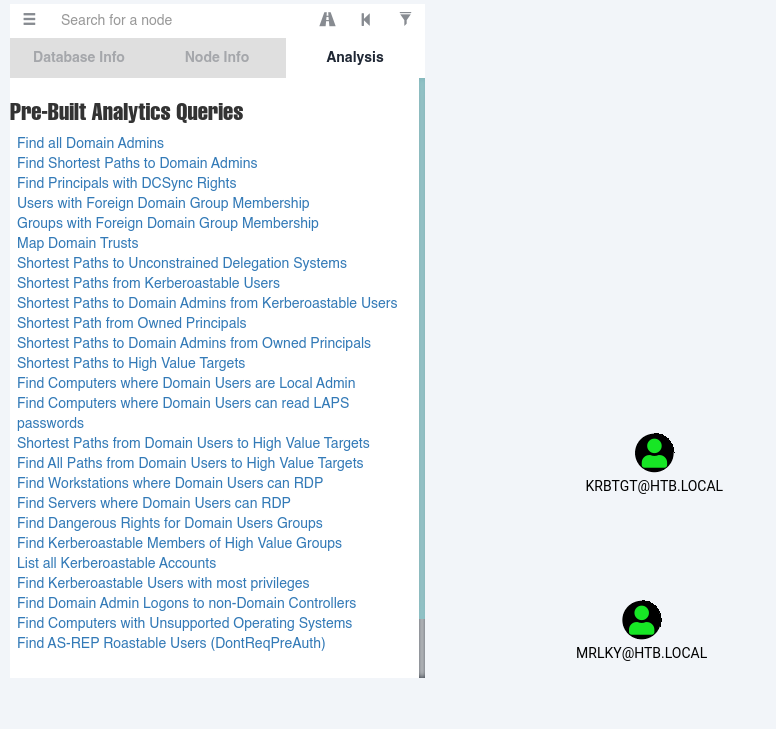 Search for a node
Database Info
Node Info
Analysis
Pre-Built Analytics Queries
Find all Domain Admins
Find Shortest Paths to Domain Admins
Find Principals with DCSync Rights
Users with Foreign Domain Group Membership
Groups with Foreign Domain Group Membership
Map Domain Trusts
Shortest Paths to Unconstrained Delegation Systems
Shortest Paths from Kerberoastable Users
Shortest Paths to Domain Admins from Kerberoastable Users
Shortest Path from Owned Principals
Shortest Paths to Domain Admins from Owned Principals
Shortest Paths to High Value Targets
Find Computers where Domain Users are Local Admin
Find Computers where Domain Users can read LAPS
passwords
Shortest Paths from Domain Users to High Value Targets
Find All Paths from Domain Users to High Value Targets
Find Workstations where Domain Users can RDP
Find Servers where Domain Users can RDP
Find Dangerous Rights for Domain Users Groups
Find Kerberoastable Members of High Value Groups
List all Kerberoastable Accounts
Find Kerberoastable Users with most privileges
Find Domain Admin Logons to non-Domain Controllers
Find Computers with Unsupported Operating Systems
Find AS-REP Roastable Users (DontReqPreAuth)
KRBTGT@HTB.LOCAL
MRLKY@HTB.LOCAL